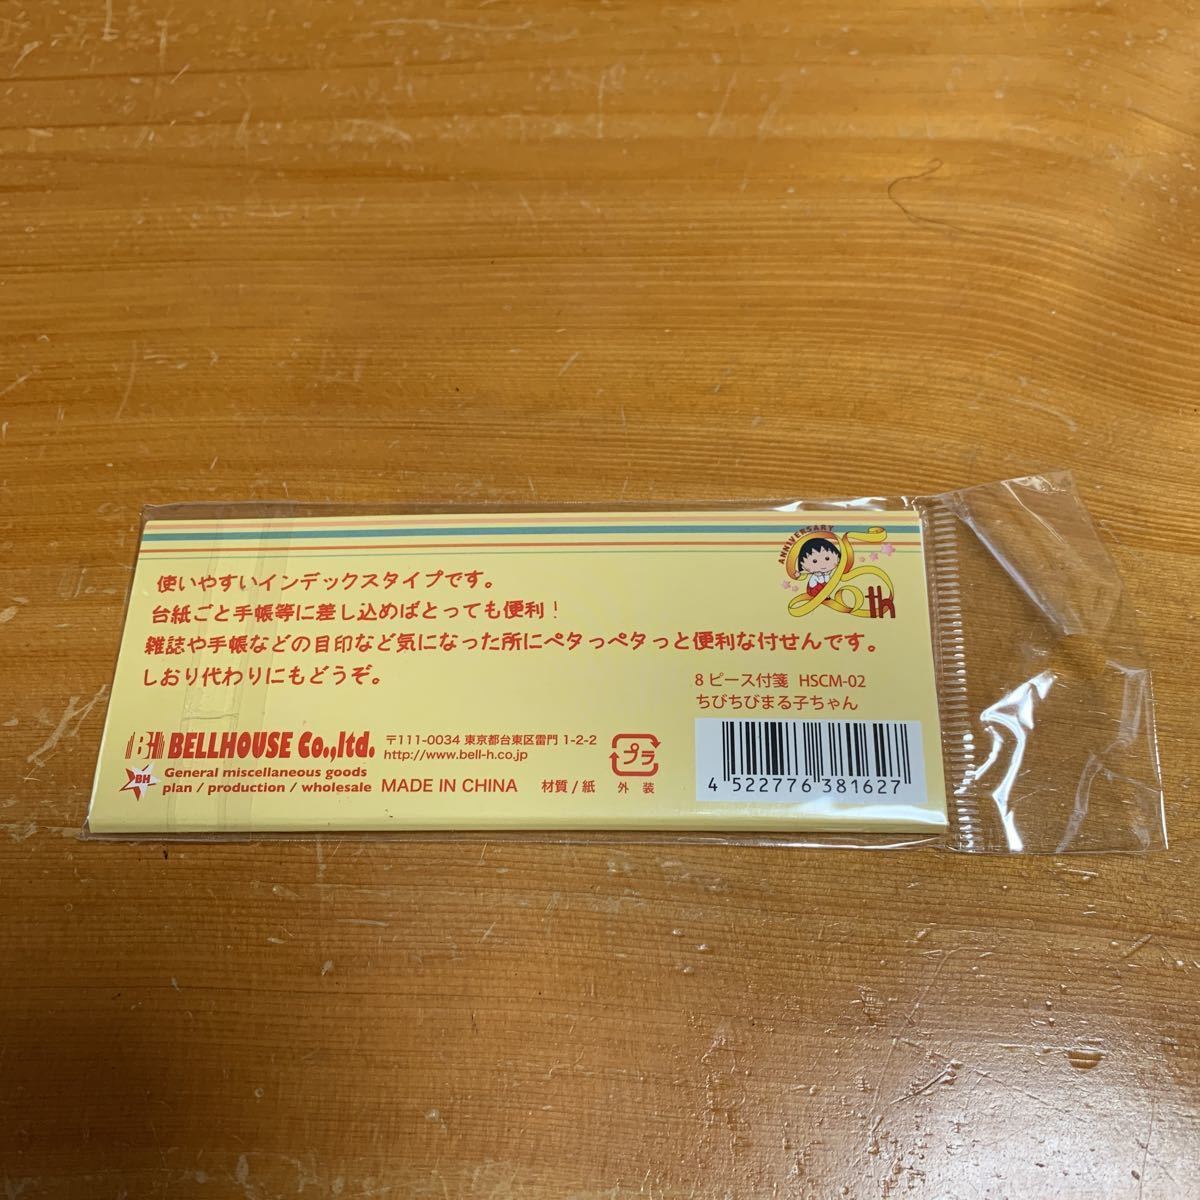 ANNIVERSARY
25th
使いやすいインデックスタイプです。
台紙ごと手帳等に差し込めばとっても便利！
雑誌や手帳などの目印など気になった所にペタっペタっと便利な付せんです。
しおり代わりにもどうぞ。
8ピース付箋 HSCM-02
ちびちびまる子ちゃん
BH BELLHOUSE Co.,ltd.
BH
General miscellaneous goods
plan / production / wholesale
〒111-0034 東京都台東区雷門 1-2-2
http://www.bell-h.co.jp
MADE IN CHINA 材質/紙
プラ
外装
4 522776 381627